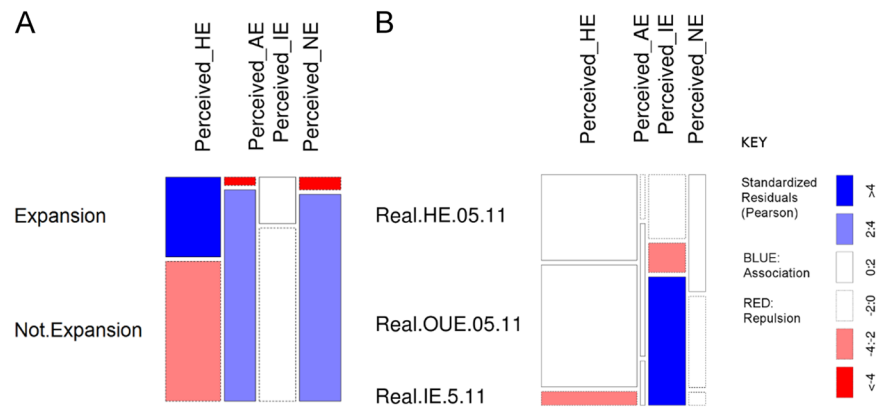 A
B
Perceived_HE
Perceived_AE
Perceived_IE
Perceived_NE
Perceived_HE
Perceived_AE
Perceived_IE
Perceived_NE
Expansion
Not.Expansion
Real.HE.05.11
Real.OUE.05.11
Real.IE.5.11
KEY
Standardized
Residuals
(Pearson)
BLUE:
Association
RED:
Repulsion
>4
2:4
0:2
-2:0
-4:-2
<-4